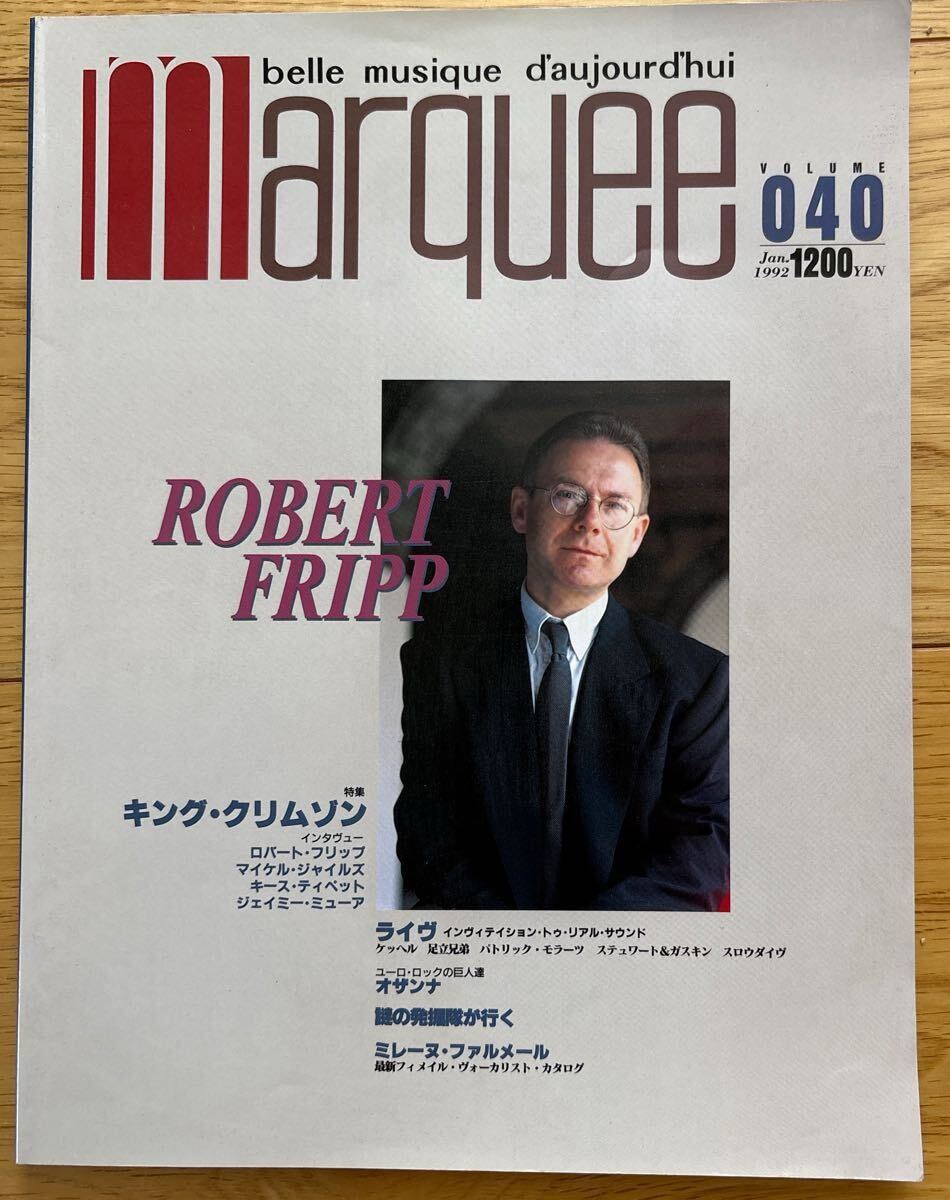 belle musique d'aujourd'hui
marquee
VOLUME
040
Jan.
1992 1200 YEN
ROBERT
FRIPP
特集
キング・クリムゾン
インタヴュー
ロバート・フリップ
マイケル・ジャイルズ
キース・ティペット
ジェイミー・ミューア
ライヴ インヴィテイション・トゥ・リアル・サウンド
ケッヘル 足立兄弟 パトリック・モラーツ ステュワート&ガスキン スロウダイヴ
ユーロ・ロックの巨人達
オザンナ
謎の発掘隊が行く
ミレーヌ・ファルメール
最新フィメイル・ヴォーカリスト・カタログ